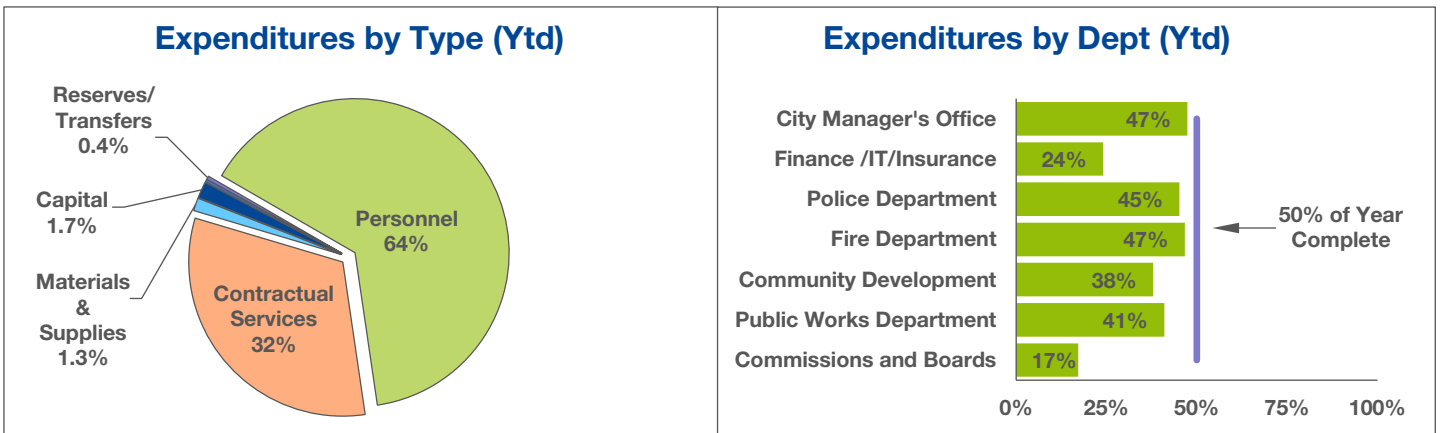 Expenditures by Type (Ytd)
Reserves/
Transfers
0.4%
Capital
1.7%
Materials
&
Supplies
1.3%
Personnel
64%
Contractual
Services
32%
Expenditures by Dept (Ytd)
City Manager's Office 47%
Finance /IT/Insurance 24%
Police Department 45%
Fire Department 47%
Community Development 38%
Public Works Department 41%
Commissions and Boards 17%
50% of Year
Complete
0% 25% 50% 75% 100%